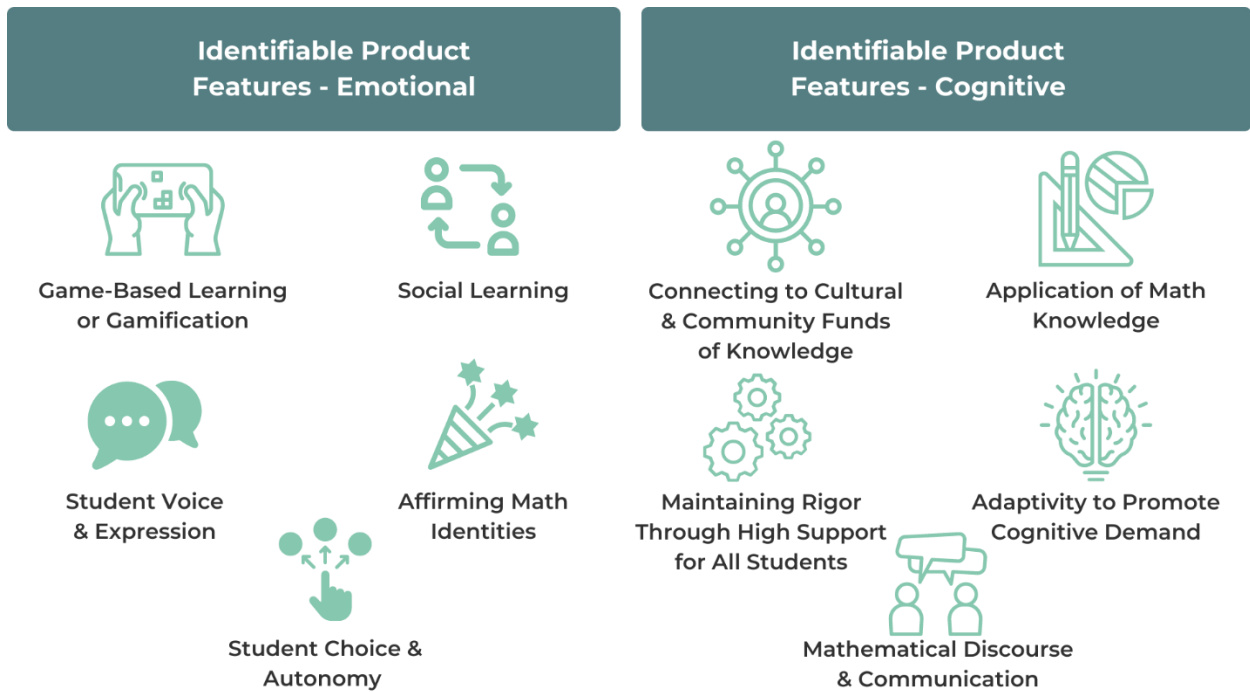 Identifiable Product
Features - Emotional
Game-Based Learning
or Gamification
Social Learning
Student Voice
& Expression
Affirming Math
Identities
Student Choice &
Autonomy
Identifiable Product
Features - Cognitive
Connecting to Cultural
& Community Funds
of Knowledge
Application of Math
Knowledge
Maintaining Rigor
Through High Support
for All Students
Adaptivity to Promote
Cognitive Demand
Mathematical Discourse
& Communication